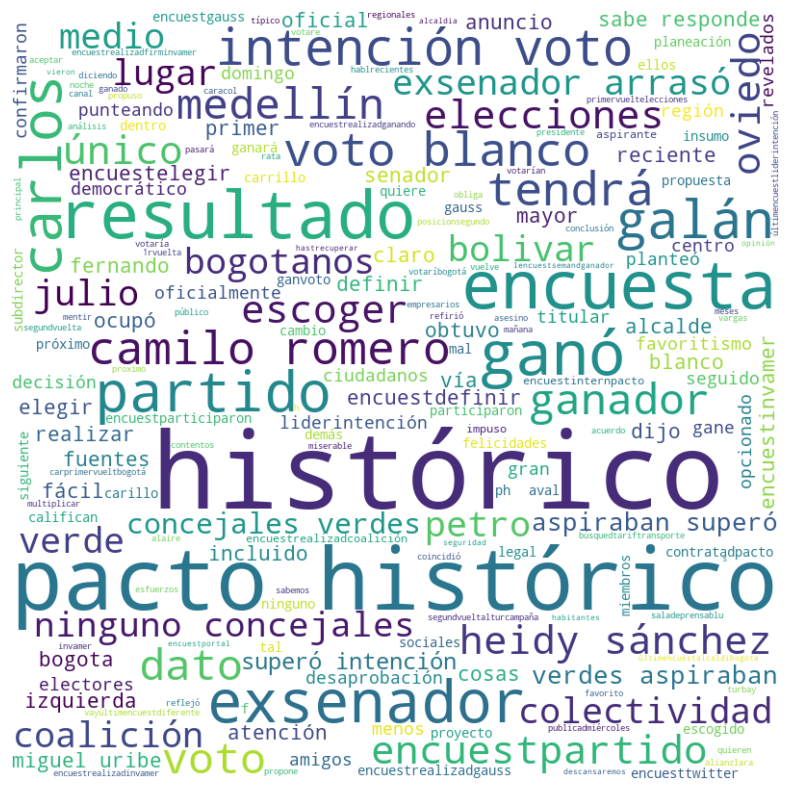 encuestgauss
típico
regionales
alcaldía
sabe responde
encuestrealizadfirminvamer
oficial
votare
anuncio
planeación
aceptar
vieron
diciendo
medio
intención voto
ellos
confirmaron
noche
ganado
propuso
hablrecientes
canal
caracol
lugar
domingo
exsenador arrasó
oviedo
revelados
primervueltelecciones
análisis
pasará
punteando
medellín
elecciones
región
dentro
encuestrealizadganando
primer
presidente
aspirante
insumo
carlos
único
ganará
rata
voto blanco
votarían
reciente
encuestelegir
senador
democrático
carrillo
quiere
obliga
tendrá
propuesta
principal
gauss
posicionsegundo
mayor
conclusión
resultado
galán
votaría
hastrecuperar
centro
1rvuelta
opinión
bogotanos
claro
bolivar
planteó
fernando
ganvoto
vuelve
lencuestsemandganador
subdirector
votaríbogotá
oficialmente
definir
encuesta
julio
escoger
segundvuelta
mentir
público
empresarios
refirió
titular
meses
ocupó
cambio
obtuvo
asesino
mañana
alcalde
vargas
próximo
camilo romero
mal
ganó
favoritismo
proximo
blanco
decisión
ciudadanos
vía
encuestinternpacto
seguido
partido
encuestdefinir
ganador
elegir
encuestparticiparon
participaron
liderintención
opcionado
encuestinvamer
realizar
demás
impuso
dijo
gane
contentos
acuerdo
siguiente
fuentes
carprimervueltbogotá
miserable
felicidades
histórico
gran
fácil
carillo
ph
aval
multiplicar
califican
concejales verdes
petro
aspiraban superó
encuestrealizadcoalición
seguridad
busquedtariftransporte
verde
alaire
incluido
coincidió
legal
contratadpacto
miembros
pacto histórico
esfuerzos
sabemos
ninguno
habitantes
saladeprensablu
ninguno concejales
segundvueltalturcampaña
heidy sánchez
invamer
encuestportal
tal
sociales
bogota
dato
superó intención
cosas
verdes aspiraban
electores
desaprobación
turbay
izquierda
reflejó
favorito
vayúltimencuestdiferente
f
exsenador
colectividad
publicadmiércoles
escogido
coalición
atención
menos
proyecto
quieren
miguel uribe
voto
amigos
encuestpartido
alianzlara
encuestrealizadinvamer
propone
encuestrealizadgauss
descansaremos
encuesttwitter